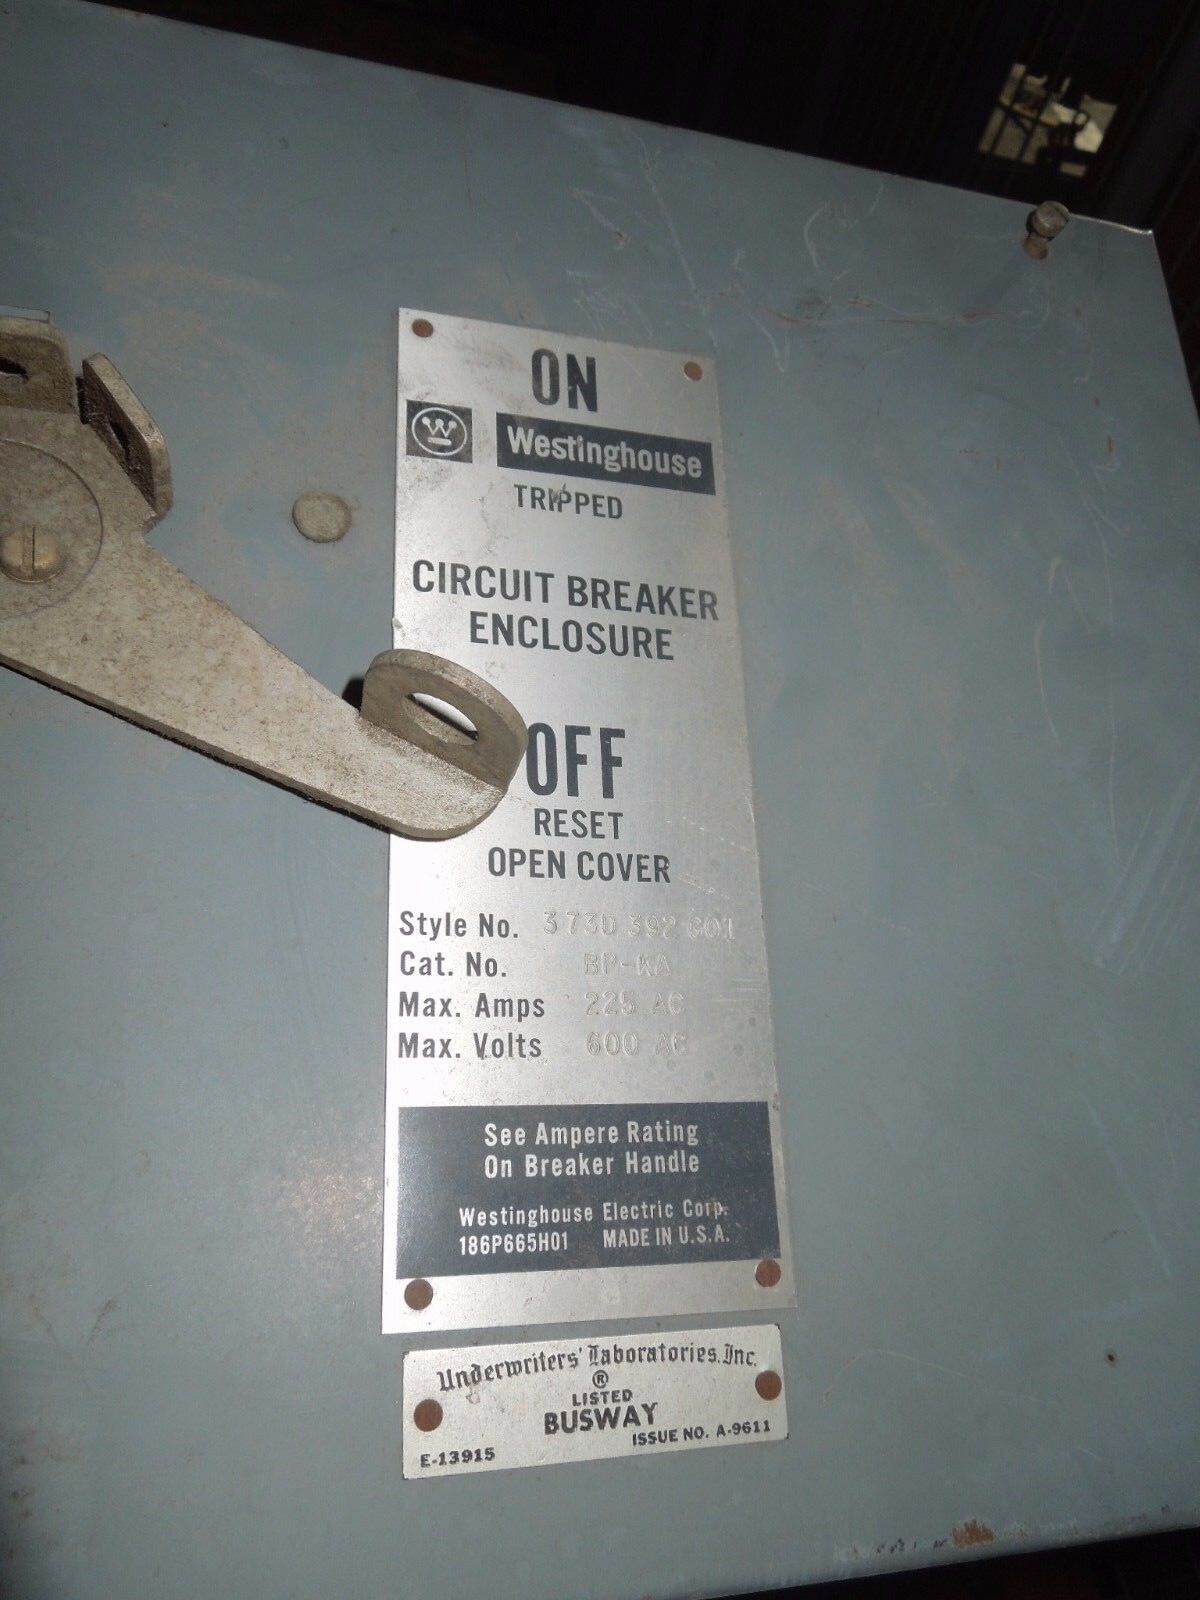 ON
W
Westinghouse
TRIPPED
CIRCUIT BREAKER
ENCLOSURE
OFF
RESET
OPEN COVER
Style No. 373D 392 G01
Cat. No. BP-KA
Max. Amps 225 AC
Max. Volts 600 AC
See Ampere Rating
On Breaker Handle
Westinghouse Electric Corp.
186P665H01 MADE IN U.S.A.
Underwriters' Laboratories, Inc.
®
LISTED
BUSWAY
E-13915 ISSUE NO. A-9611